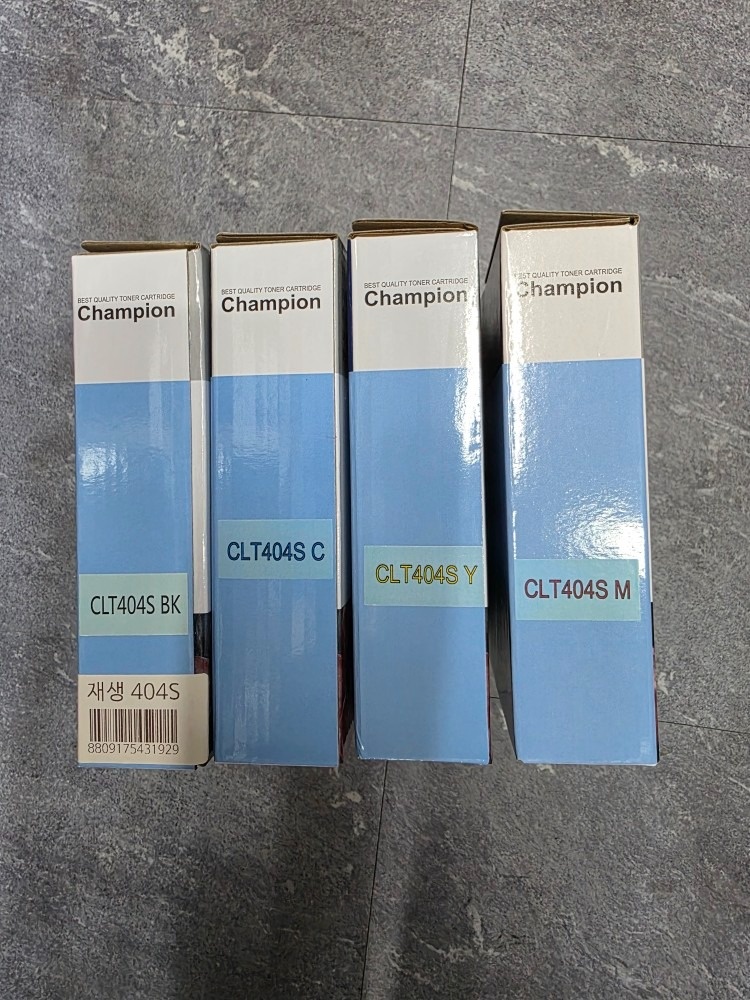 BEST QUALITY TONER CARTRIDGE
Champion
CLT404S BK
재생 404S
8809175431929
BEST QUALITY TONER CARTRIDGE
Champion
CLT404S C
BEST QUALITY TONER CARTRIDGE
Champion
CLT404S Y
BEST QUALITY TONER CARTRIDGE
Champion
CLT404S M